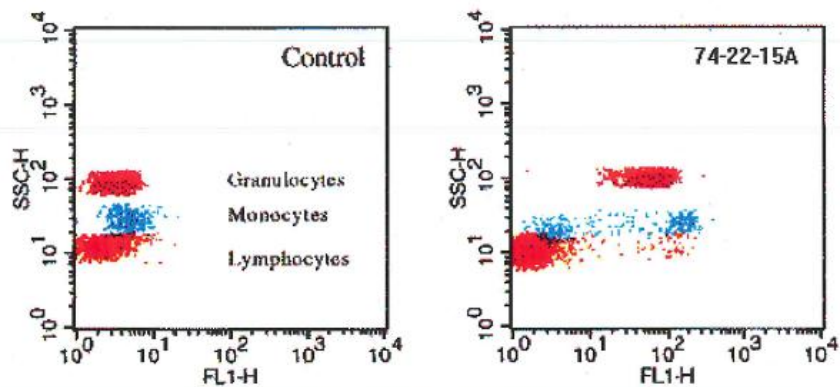 Control
Granulocytes
Monocytes
Lymphocytes
SSC-H
10^4
10^3
10^2
10^1
10^0
10^0 10^1 10^2 10^3 10^4
FL1-H
74-22-15A
SSC-H
10^4
10^3
10^2
10^1
10^0
10^0 10^1 10^2 10^3 10^4
FL1-H